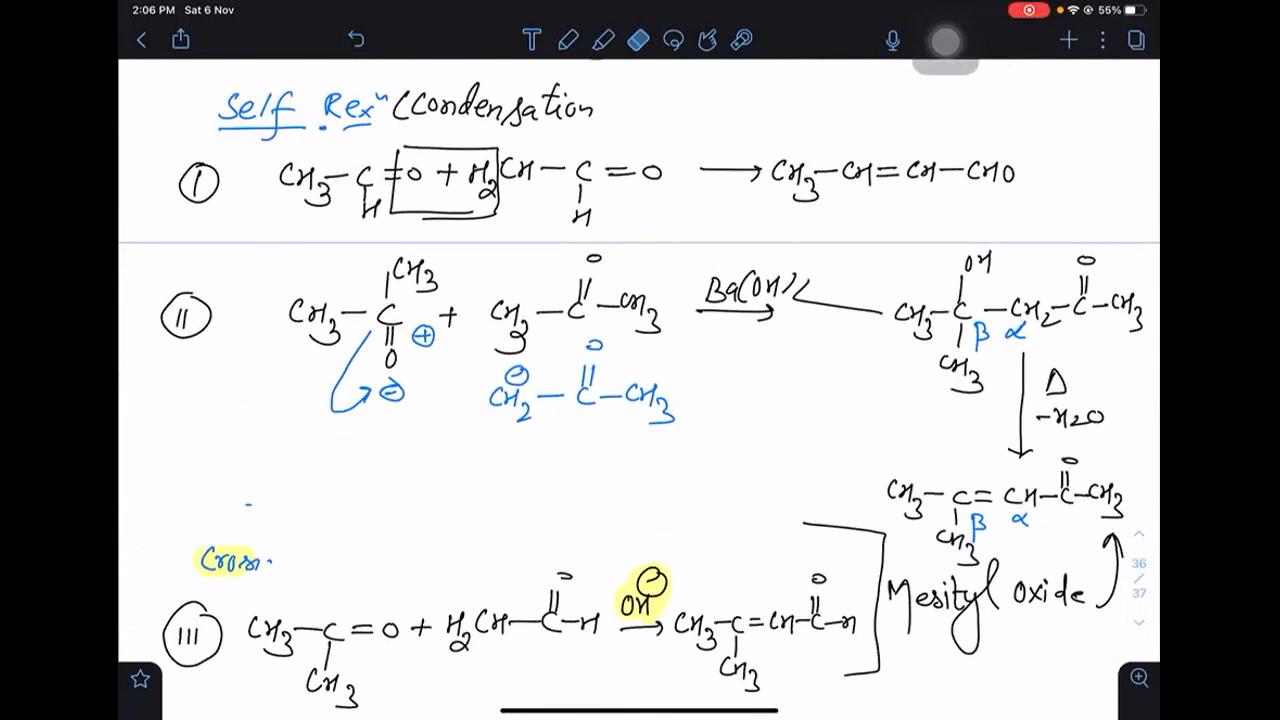 2:06 PM Sat 6 Nov
55%
Self Rexⁿ (Condensation
I CH₃-C=O + H₂CH-C=O → CH₃-CH=CH-CHO
H H
CH₃ O OH O
II CH₃-C + CH₃-C-CH₃ Ba(OH)₂ CH₃-C-CH₂-C-CH₃
⊕ β α
O CH₃
⊖ O Δ
⊖
CH₂-C-CH₃ -H₂O
O
CH₃-C=CH-C-CH₃
β α
CH₃
36
/
37
Cross.
Mesityl oxide
O OH⊖ O
III CH₃-C=O + H₂CH-C-H → CH₃-C=CH-C-H
CH₃ CH₃